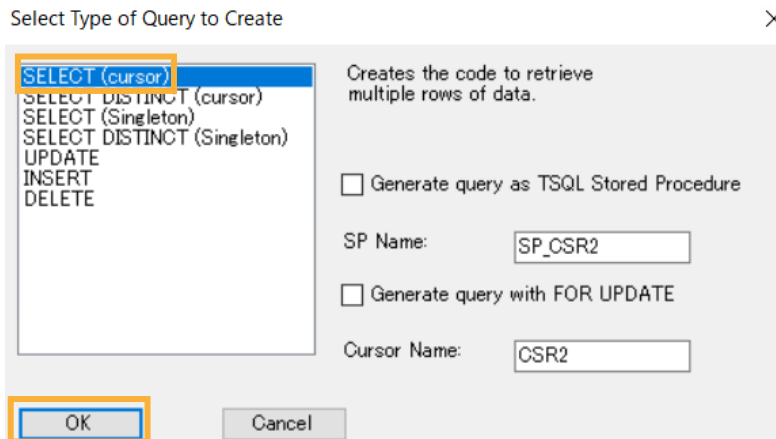 Select Type of Query to Create
SELECT (cursor)
SELECT DISTINCT (cursor)
SELECT (Singleton)
SELECT DISTINCT (Singleton)
UPDATE
INSERT
DELETE
Creates the code to retrieve
multiple rows of data.
Generate query as TSQL Stored Procedure
SP Name:
SP_CSR2
Generate query with FOR UPDATE
Cursor Name:
CSR2
OK
Cancel